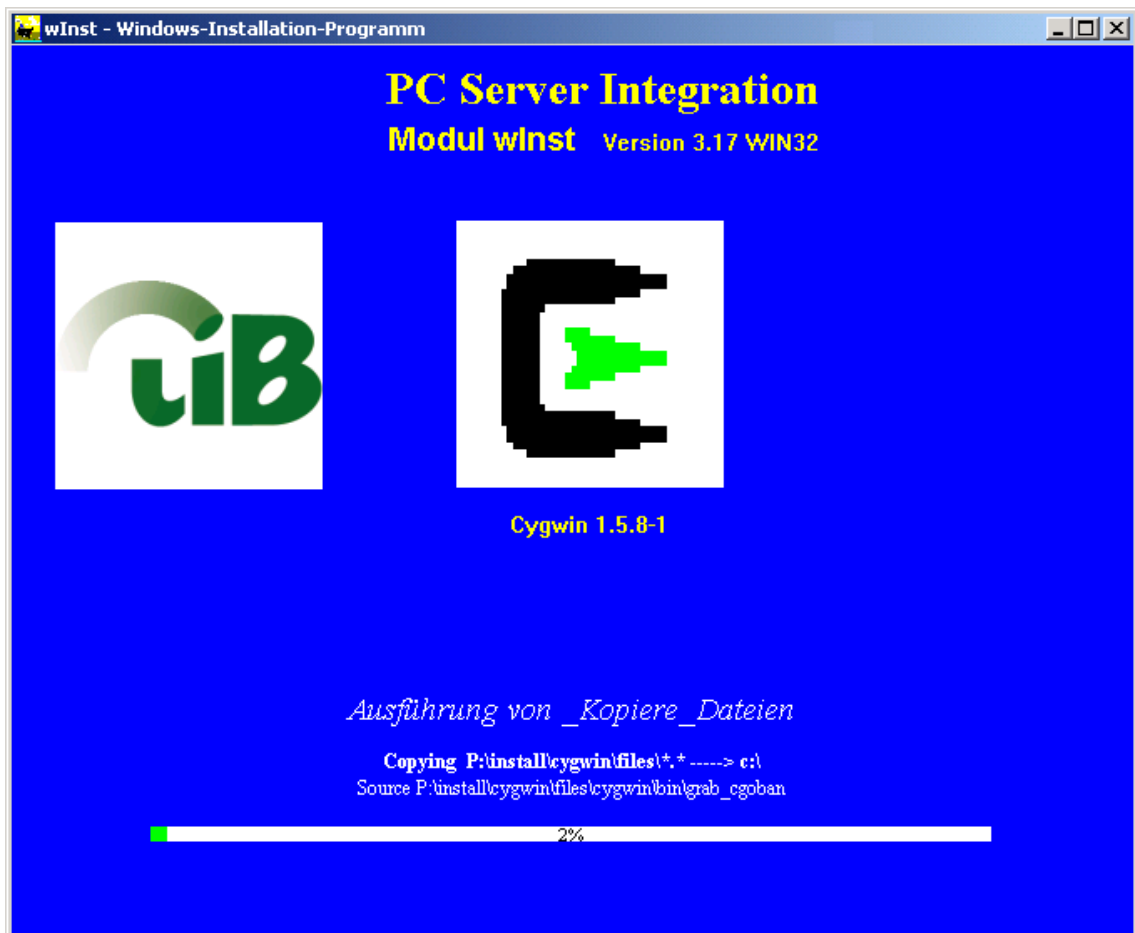 wInst - Windows-Installation-Programm
PC Server Integration
Modul wInst Version 3.17 WIN32
uiB
Cygwin 1.5.8-1
Ausführung von _Kopiere_Dateien
Copying P:\install\cygwin\files\*.* -----> c:\
Source P:\install\cygwin\files\cygwin\bin\grab_cgoban
2%